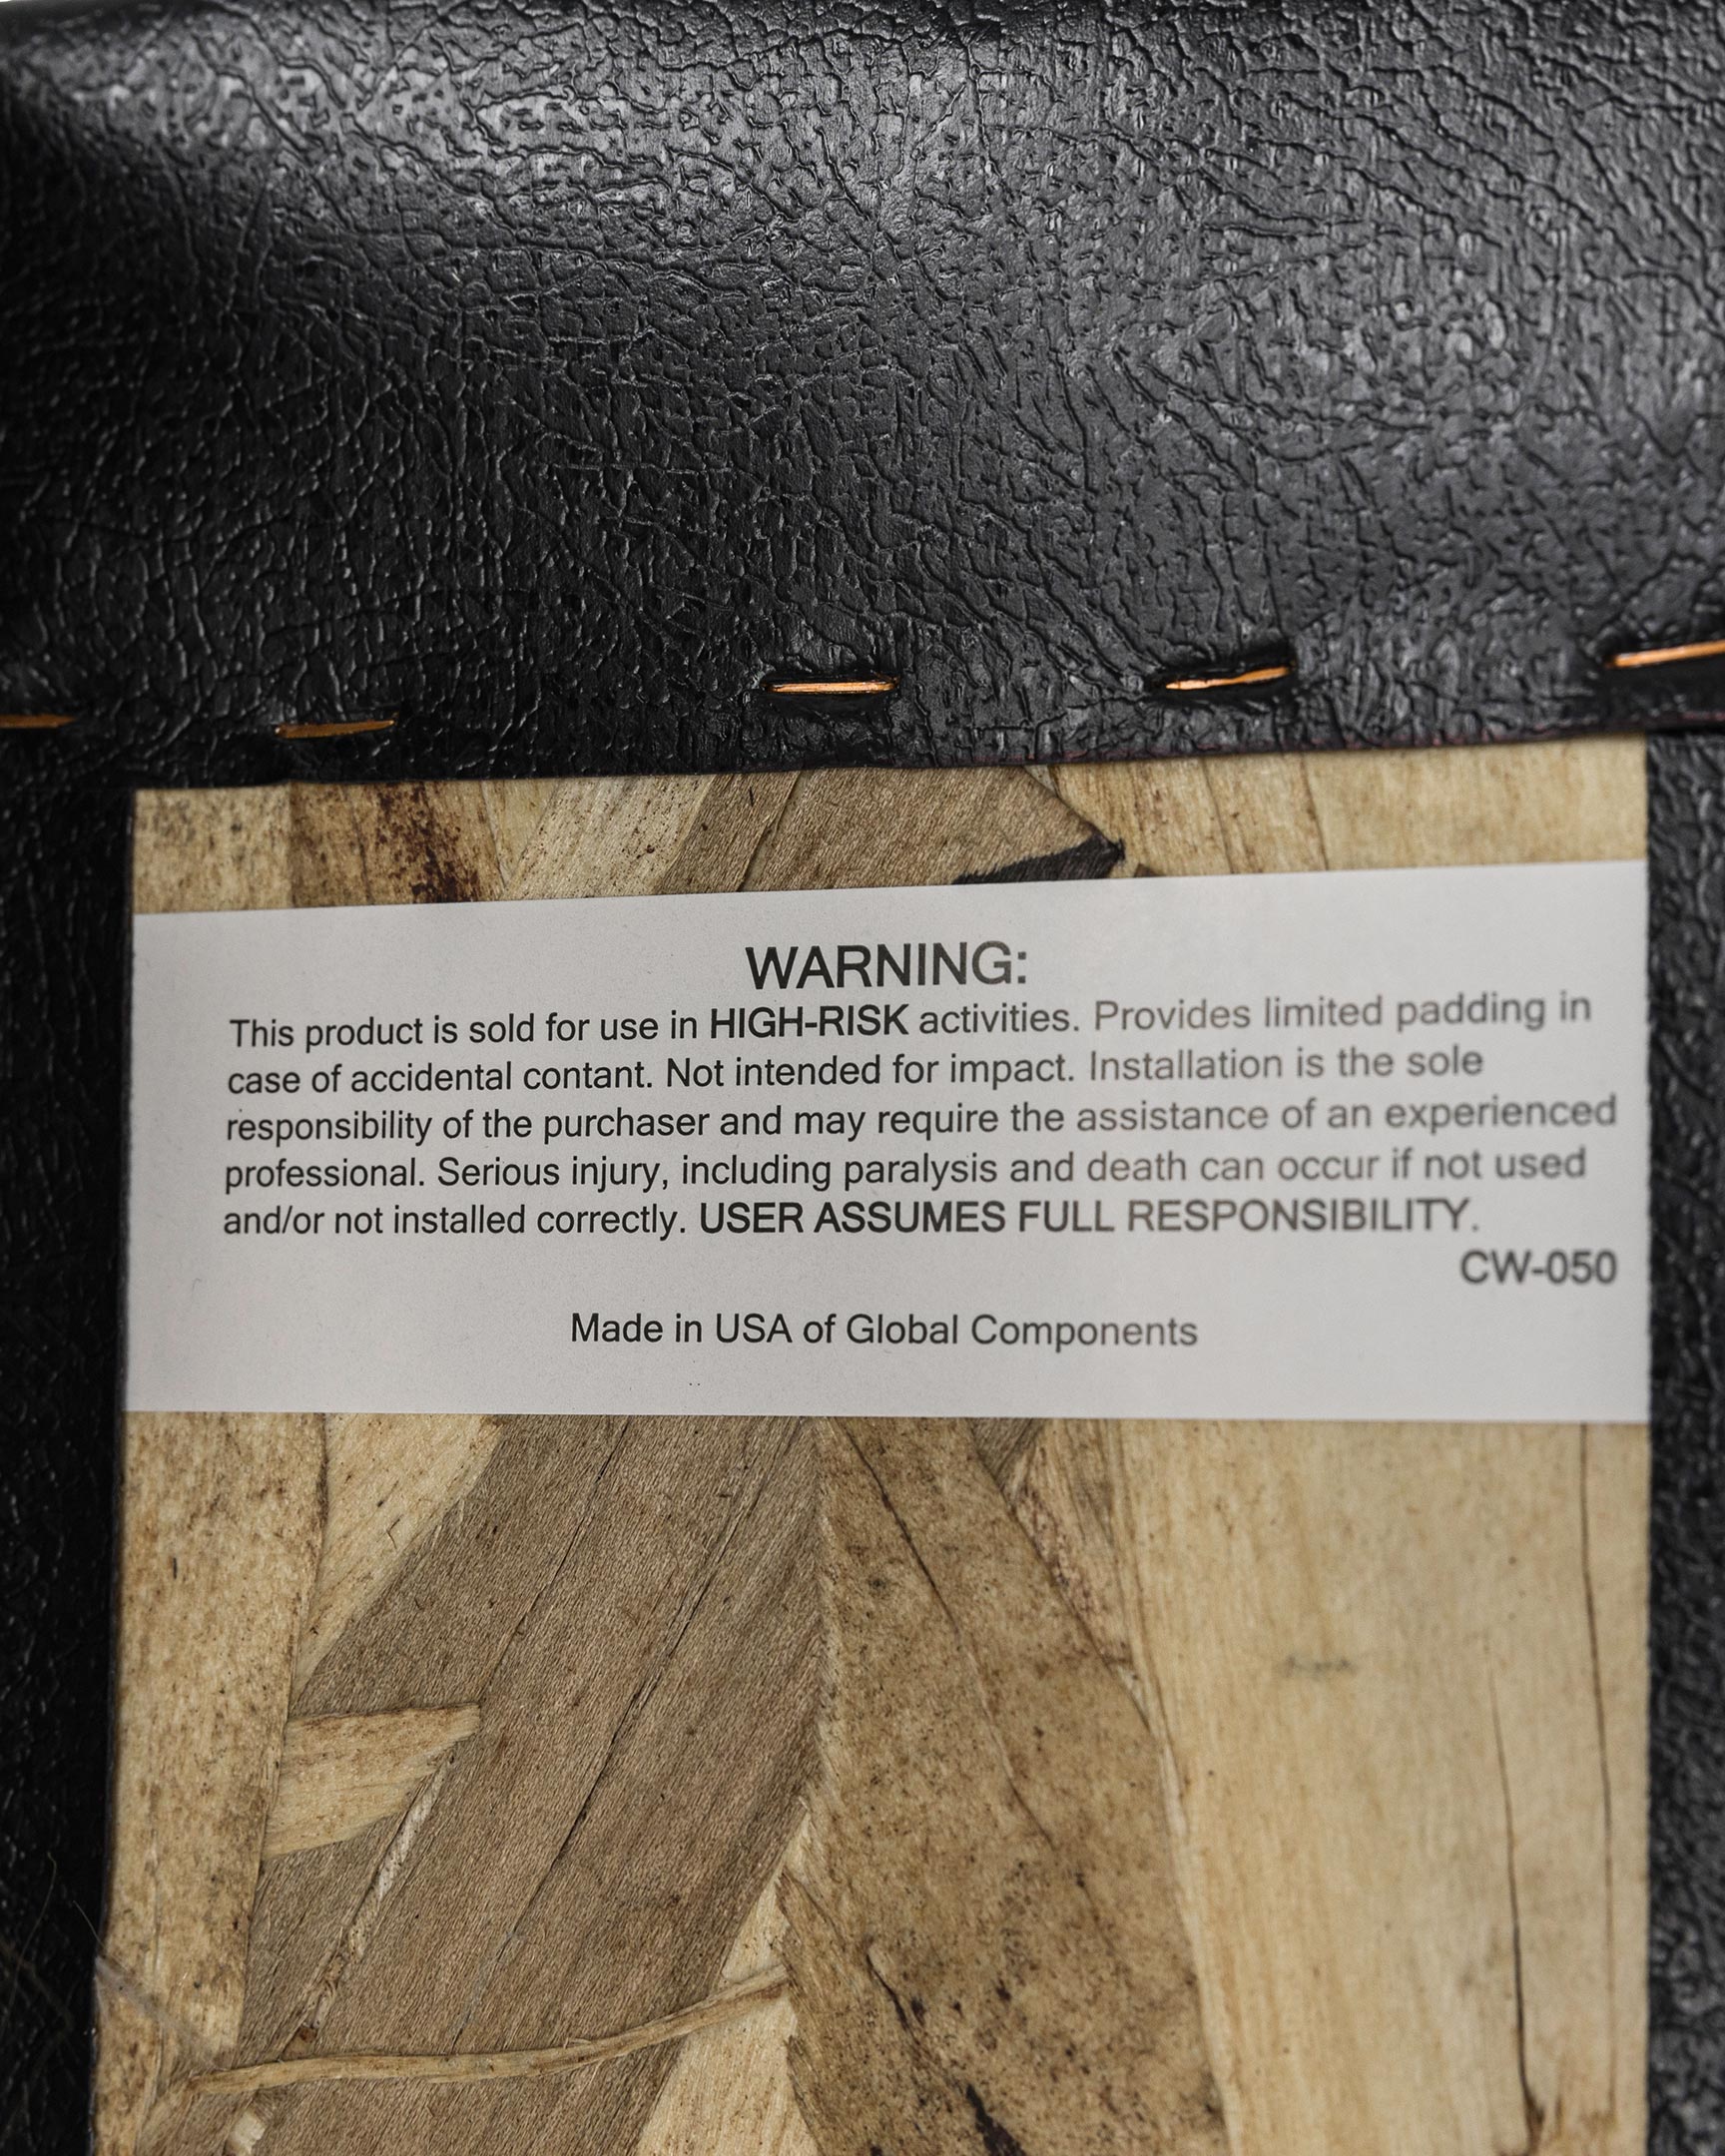 WARNING:
This product is sold for use in HIGH-RISK activities. Provides limited padding in
case of accidental contant. Not intended for impact. Installation is the sole
responsibility of the purchaser and may require the assistance of an experienced
professional. Serious injury, including paralysis and death can occur if not used
and/or not installed correctly. USER ASSUMES FULL RESPONSIBILITY.
CW-050
Made in USA of Global Components